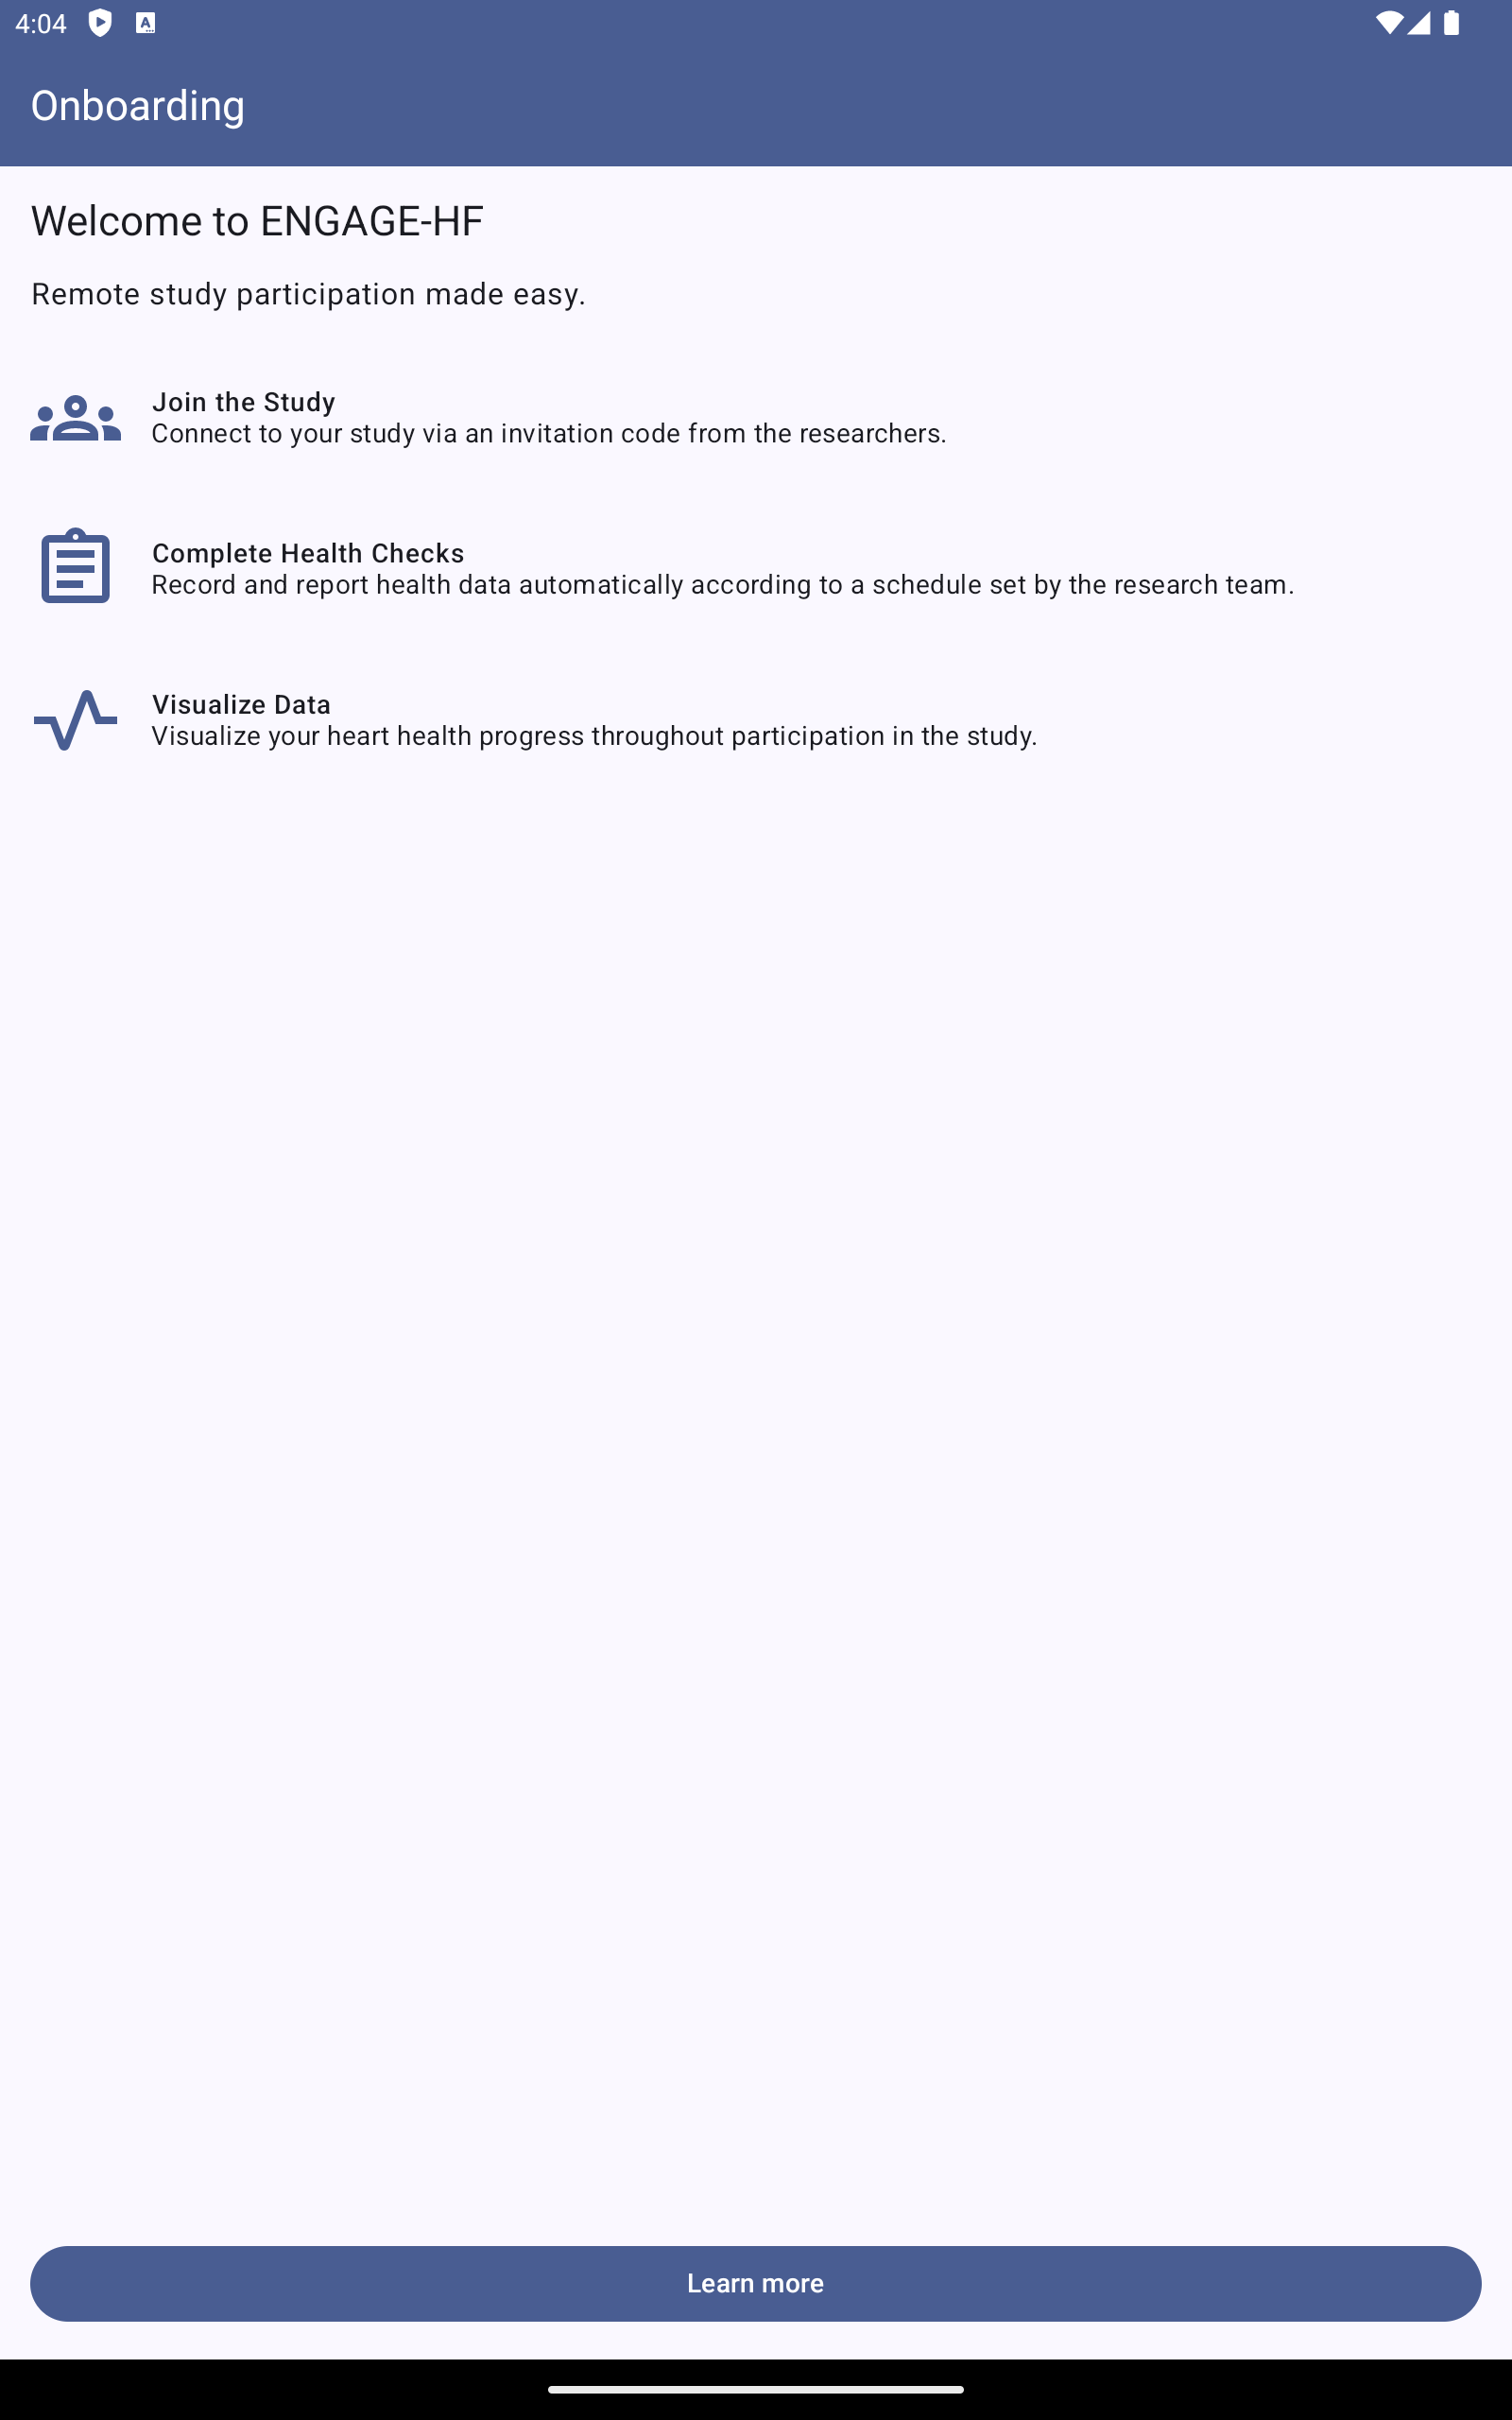 4:04
Onboarding
Welcome to ENGAGE-HF
Remote study participation made easy.
Join the Study
Connect to your study via an invitation code from the researchers.
Complete Health Checks
Record and report health data automatically according to a schedule set by the research team.
Visualize Data
Visualize your heart health progress throughout participation in the study.
Learn more